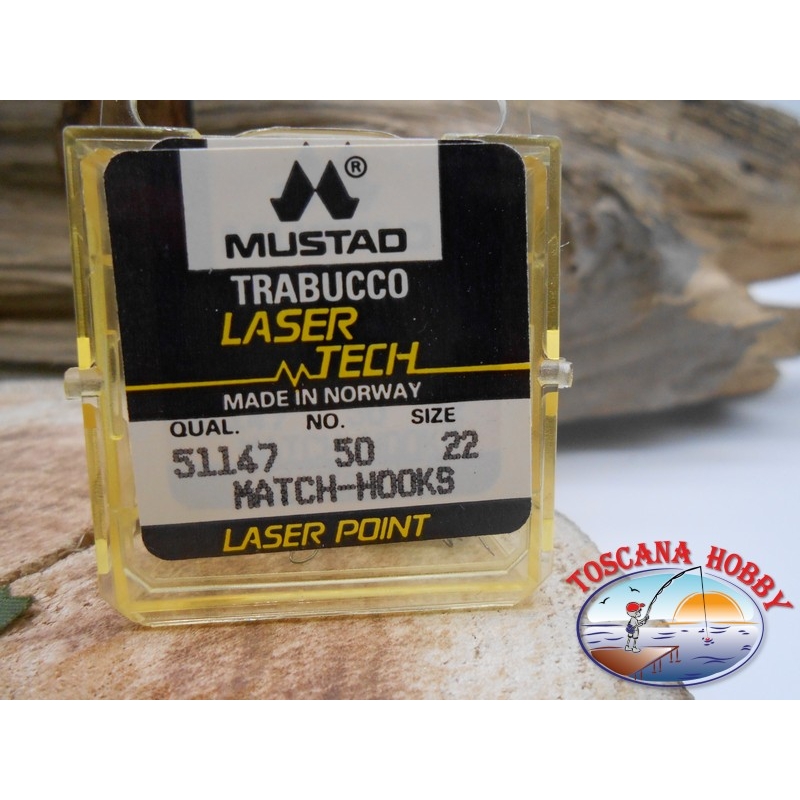 ®
MUSTAD
TRABUCCO
LASER
TECH
MADE IN NORWAY
QUAL. NO. SIZE
51147 50 22
MATCH-HOOKS
LASER POINT
TOSCANA HOBBY